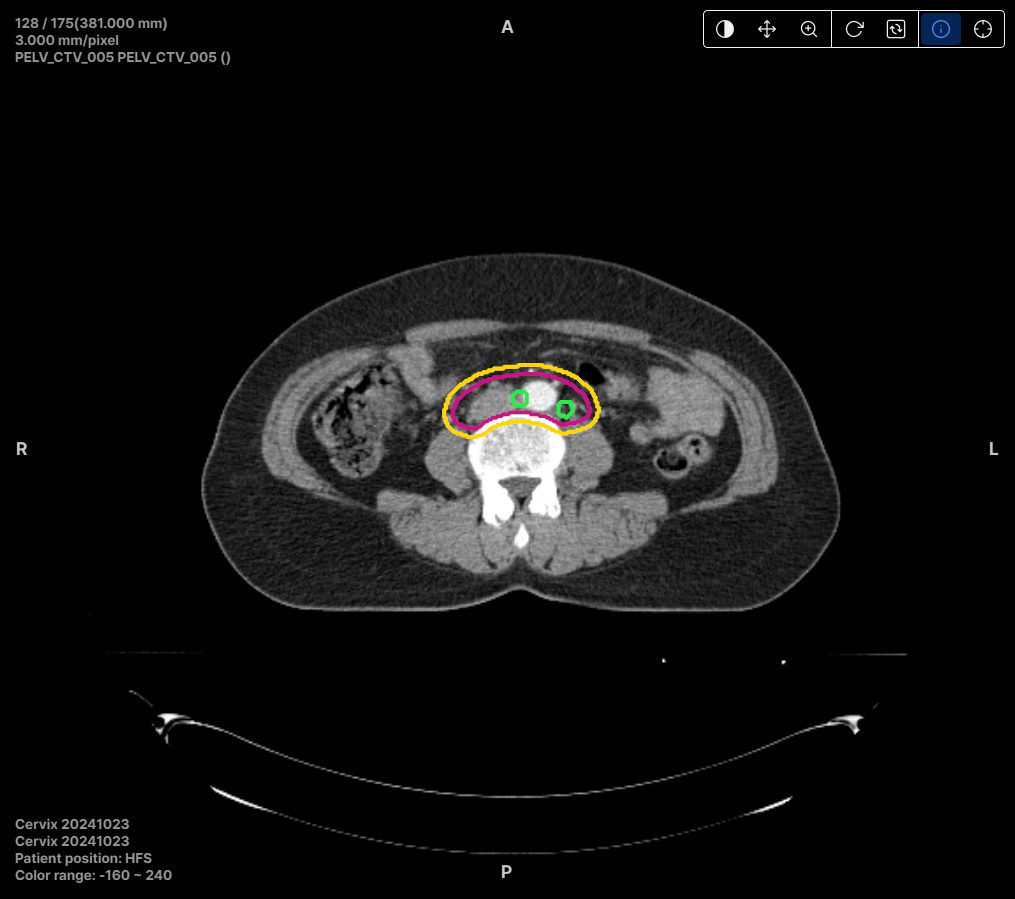 128 / 175(381.000 mm)
3.000 mm/pixel
PELV_CTV_005 PELV_CTV_005 ()
A
R
L
Cervix 20241023
Cervix 20241023
Patient position: HFS
Color range: -160 ~ 240
P